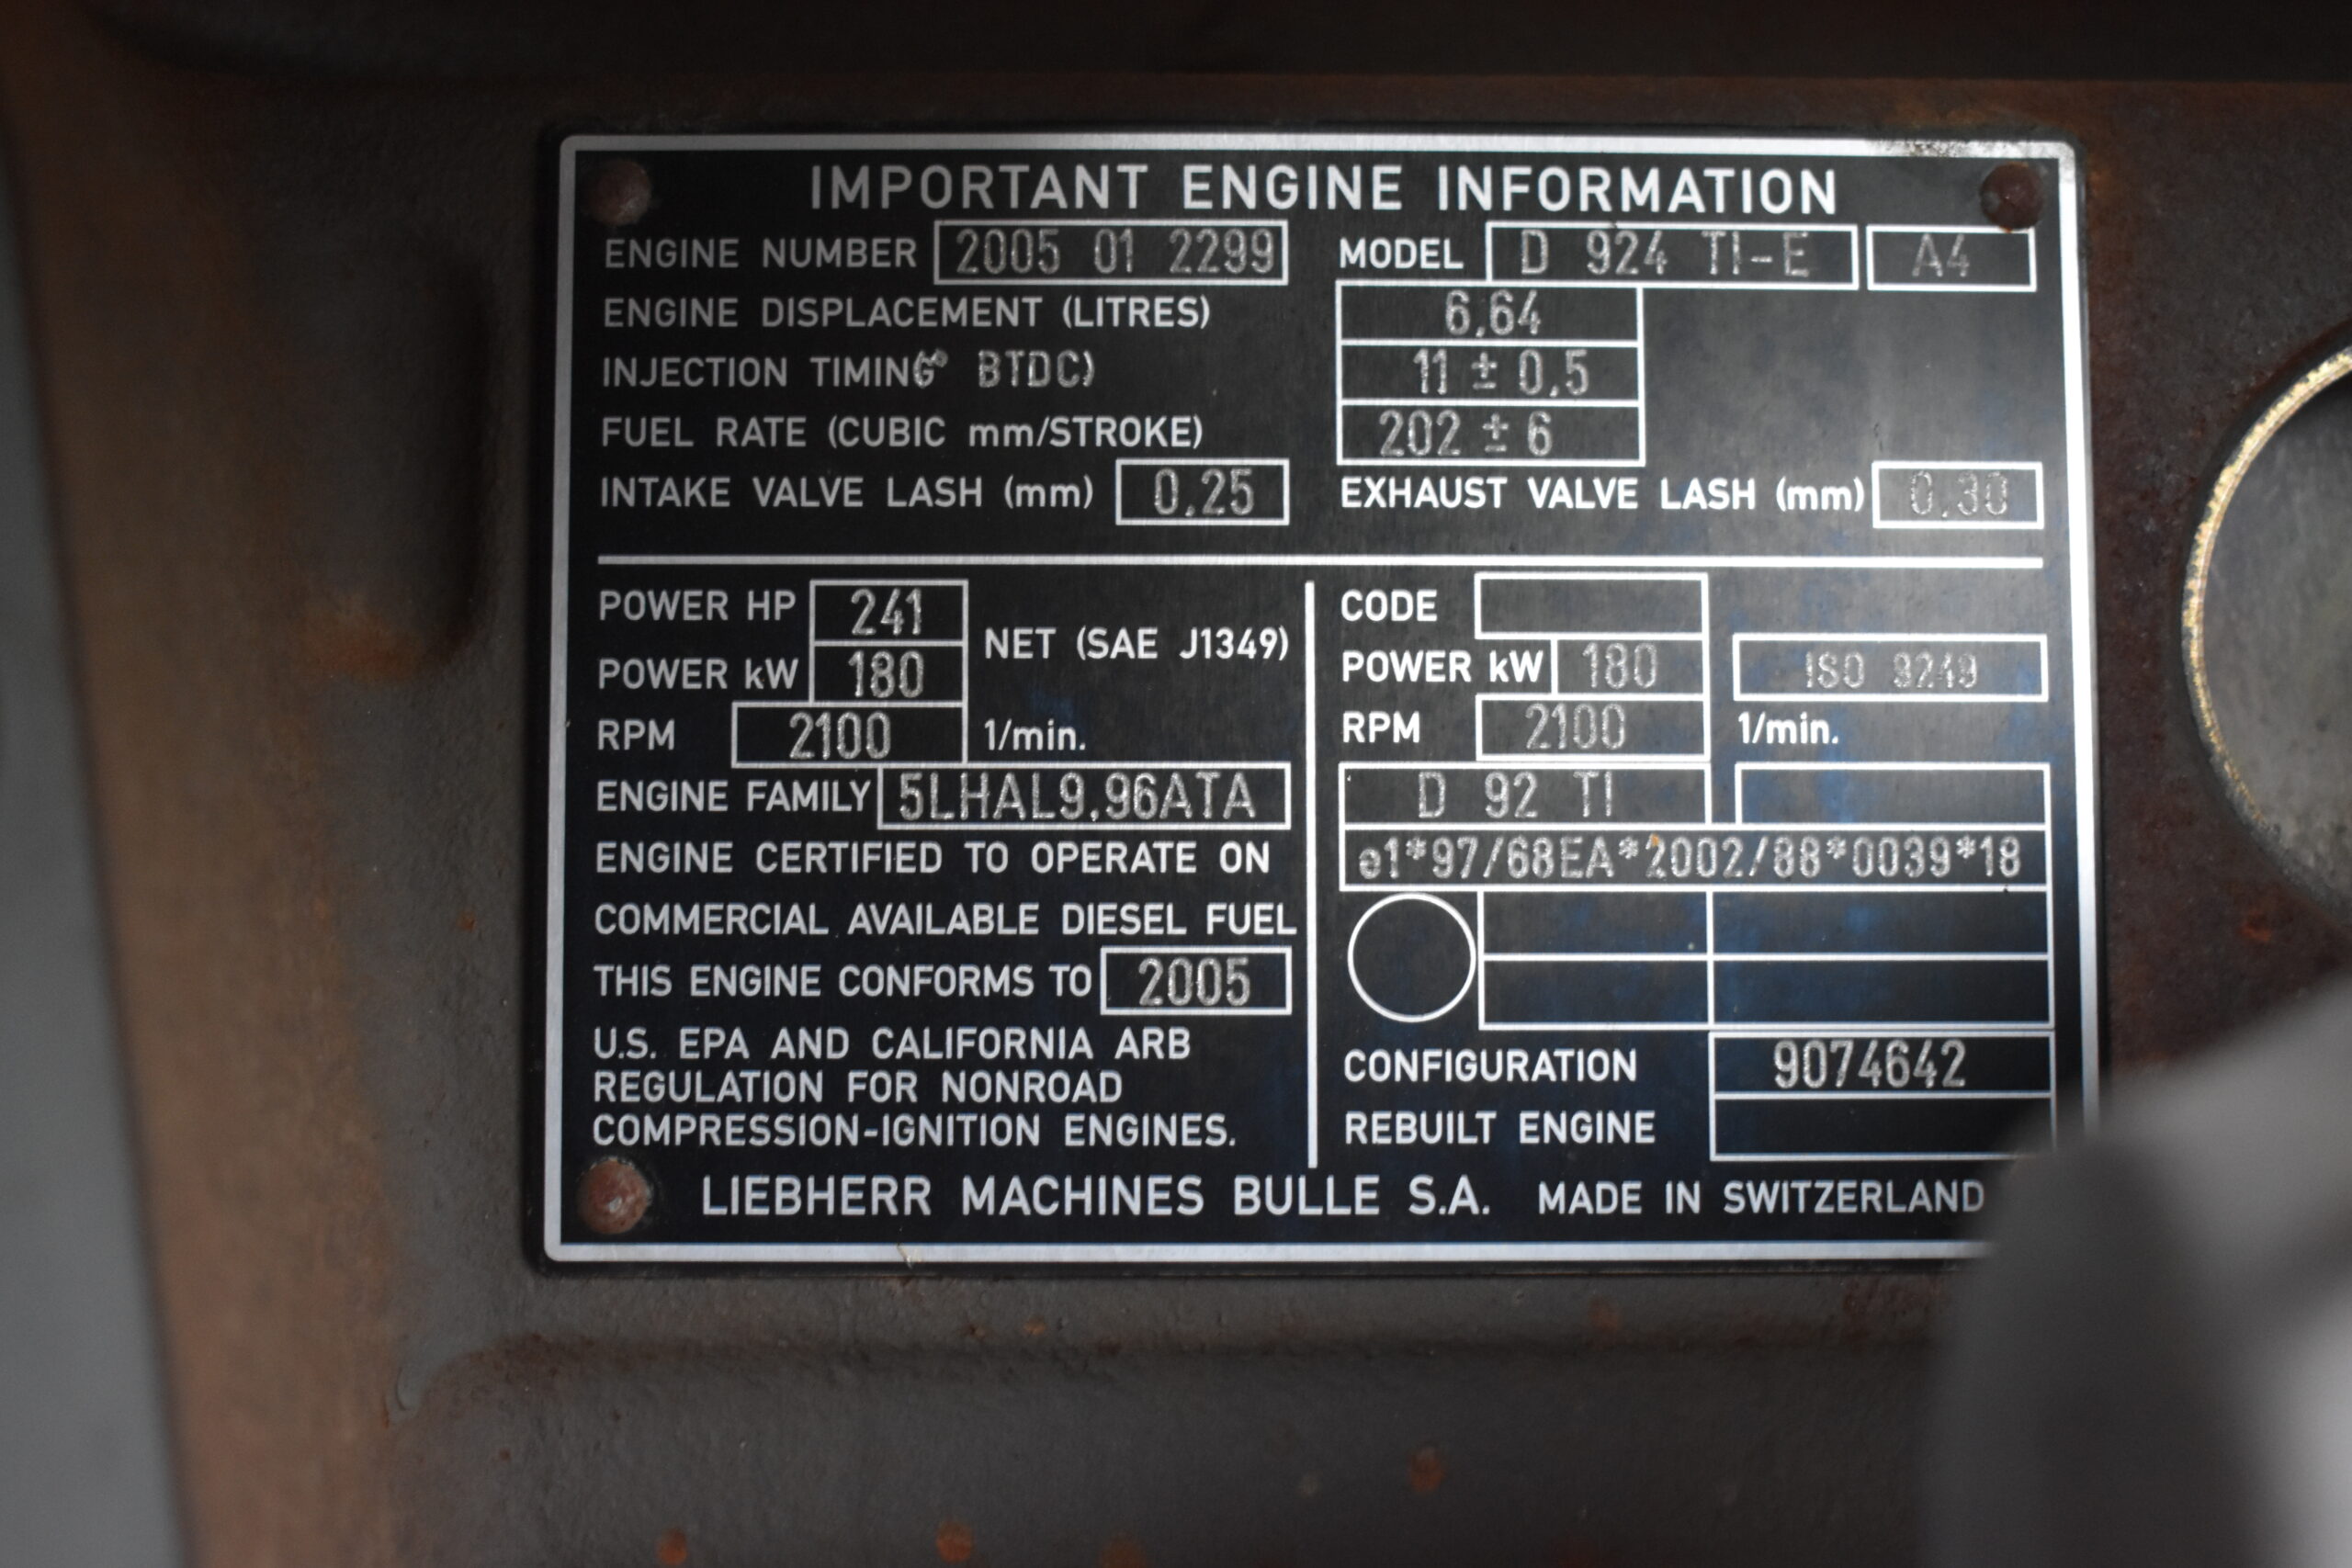 IMPORTANT ENGINE INFORMATION
ENGINE NUMBER 2005 01 2299 MODEL D 924 TI-E A4
ENGINE DISPLACEMENT (LITRES) 6.64
INJECTION TIMING° BTDC) 11 ± 0.5
FUEL RATE (CUBIC mm/STROKE) 202 ± 6
INTAKE VALVE LASH (mm) 0.25 EXHAUST VALVE LASH (mm) 0.30
POWER HP 241
NET (SAE J1349)
POWER kW 180
RPM 2100 1/min.
ENGINE FAMILY 5LHAL9.96ATA
ENGINE CERTIFIED TO OPERATE ON
COMMERCIAL AVAILABLE DIESEL FUEL
THIS ENGINE CONFORMS TO 2005
U.S. EPA AND CALIFORNIA ARB
REGULATION FOR NONROAD
COMPRESSION-IGNITION ENGINES.
CODE
POWER kW 180 ISO 9249
RPM 2100 1/min.
D 92 TI
e1*97/68EA*2002/88*0039*18
CONFIGURATION 9074642
REBUILT ENGINE
LIEBHERR MACHINES BULLE S.A. MADE IN SWITZERLAND